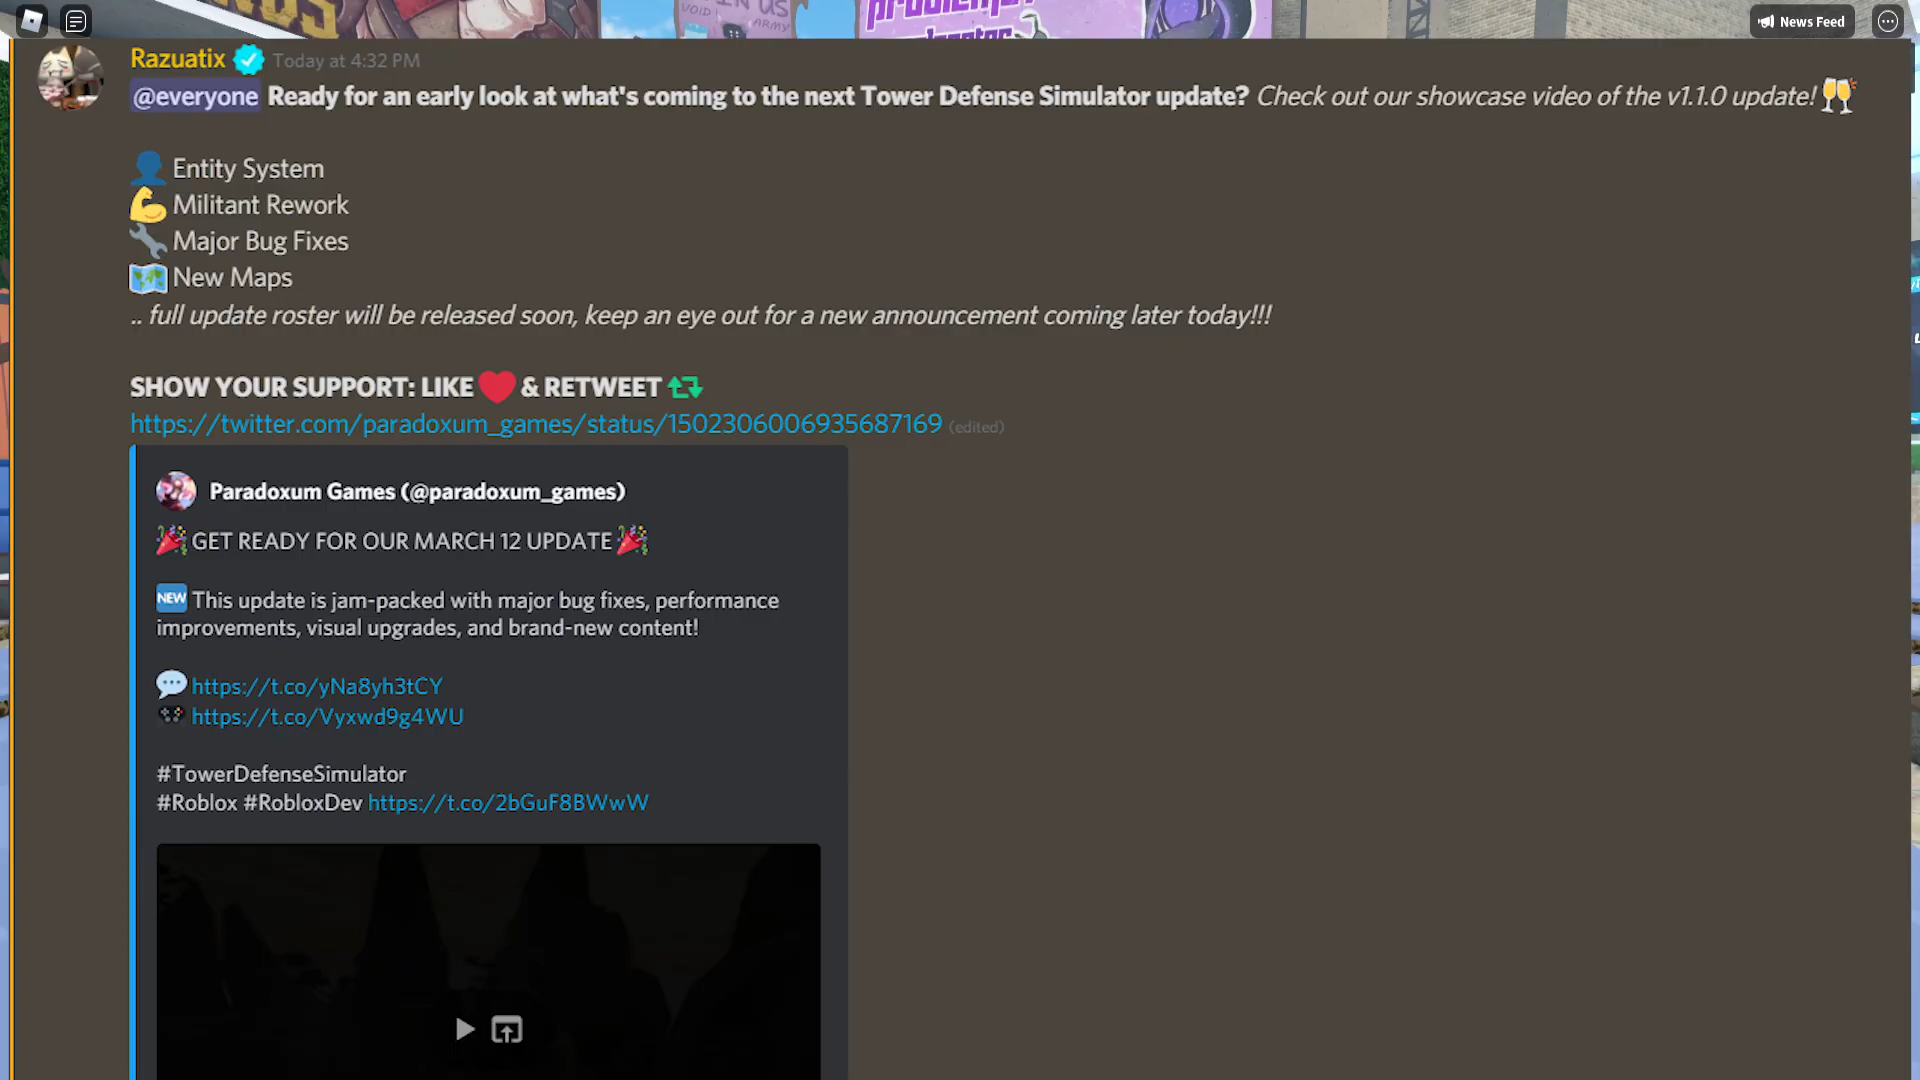 News Feed
Razuatix Today at 4:32 PM
@everyone Ready for an early look at what's coming to the next Tower Defense Simulator update? Check out our showcase video of the v1.1.0 update!
Entity System
Militant Rework
Major Bug Fixes
New Maps
.. full update roster will be released soon, keep an eye out for a new announcement coming later today!!!
SHOW YOUR SUPPORT: LIKE & RETWEET
https://twitter.com/paradoxum_games/status/1502306006935687169 (edited)
Paradoxum Games (@paradoxum_games)
GET READY FOR OUR MARCH 12 UPDATE
NEW This update is jam-packed with major bug fixes, performance
improvements, visual upgrades, and brand-new content!
https://t.co/yNa8yh3tCY
https://t.co/Vyxwd9g4WU
#TowerDefenseSimulator
#Roblox #RobloxDev https://t.co/2bGuF8BWwW